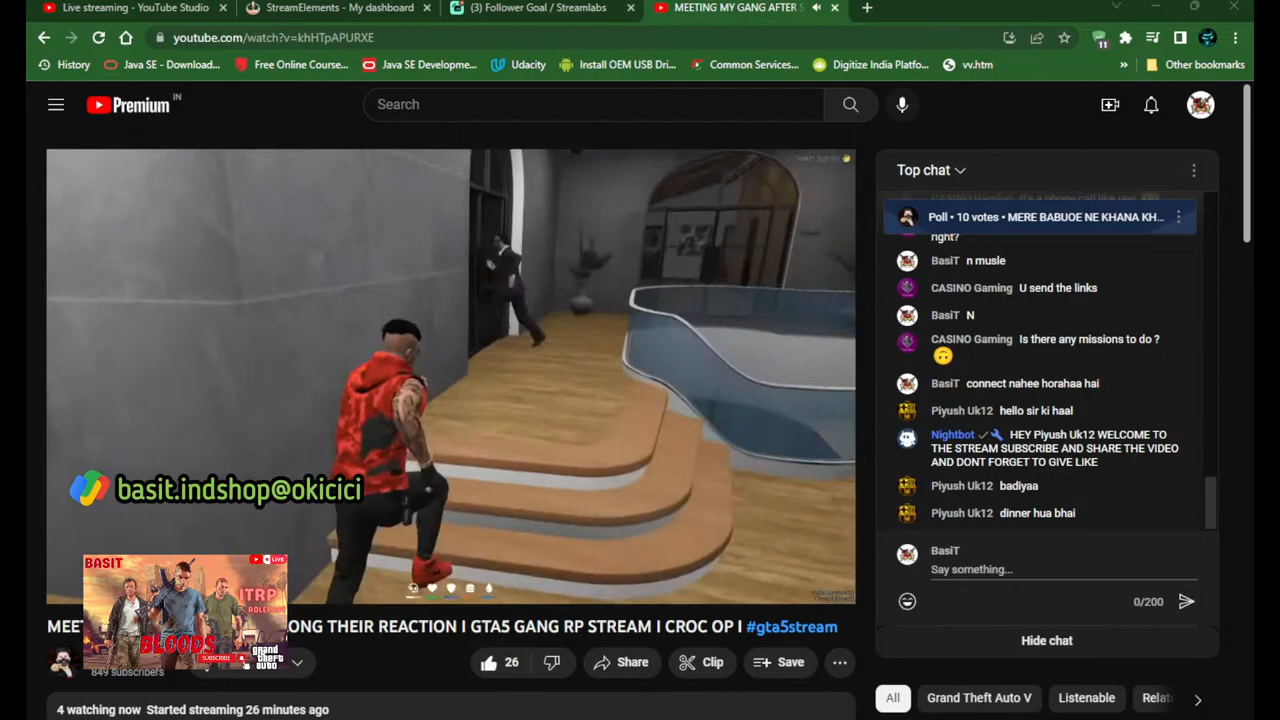 Live streaming - YouTube Studio
StreamElements - My dashboard
(3) Follower Goal / Streamlabs
MEETING MY GANG AFTER S
youtube.com/watch?v=khHTpAPURXE
11
History
Java SE - Download...
Free Online Course...
Java SE Developme...
Udacity
Install OEM USB Driv...
Common Services...
Digitize India Platfo...
vv.htm
»
Other bookmarks
Premium IN
Search
Top chat
Poll • 10 votes • MERE BABUOE NE KHANA KH...
right?
BasiT n musle
CASINO Gaming U send the links
BasiT N
CASINO Gaming Is there any missions to do ?
BasiT connect nahee horahaa hai
Piyush Uk12 hello sir ki haal
Nightbot HEY Piyush Uk12 WELCOME TO
THE STREAM SUBSCRIBE AND SHARE THE VIDEO
AND DONT FORGET TO GIVE LIKE
Piyush Uk12 badiyaa
Piyush Uk12 dinner hua bhai
BasiT
Say something...
0/200
Hide chat
basit.indshop@okicici
BASIT
LIVE
ITRP
ROLEPLAY
BLOODS
SUBSCRIBE
grand
theft
auto
MEET ONG THEIR REACTION I GTA5 GANG RP STREAM I CROC OP I #gta5stream
849 subscribers
26
Share
Clip
Save
4 watching now Started streaming 26 minutes ago
All
Grand Theft Auto V
Listenable
Relat